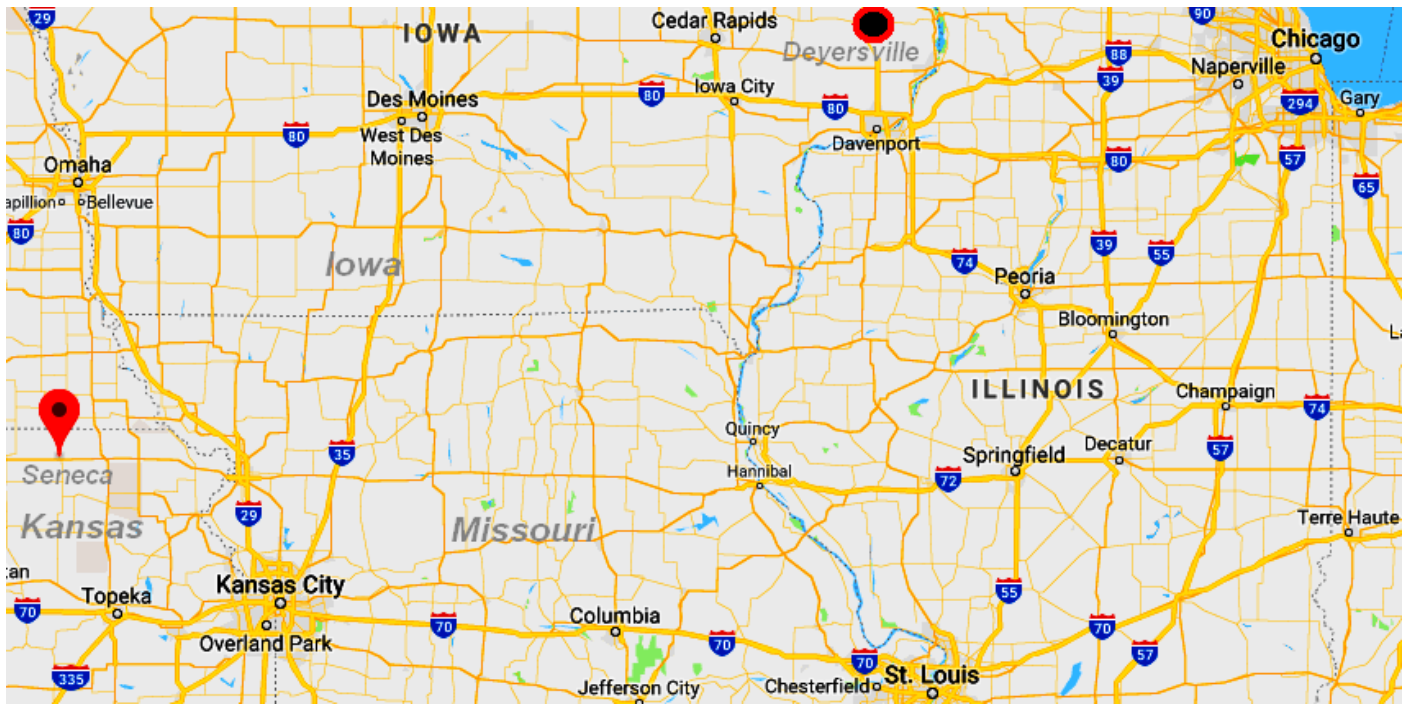 29
IOWA
Cedar Rapids
Deyersville
90
Chicago
88
Naperville
39
Des Moines
80
Iowa City
80
294
Gary
80
West Des
Moines
Davenport
80
57
Omaha
65
apillion
Bellevue
80
39
55
Iowa
74
Peoria
Bloomington
La
ILLINOIS
Champaign
74
Quincy
Decatur
57
35
Springfield
Seneca
Hannibal
72
29
Kansas
Missouri
Terre Haute
tan
Kansas City
55
Topeka
70
Columbia
70
70
Overland Park
70
57
70
335
St. Louis
Chesterfield
Jefferson City